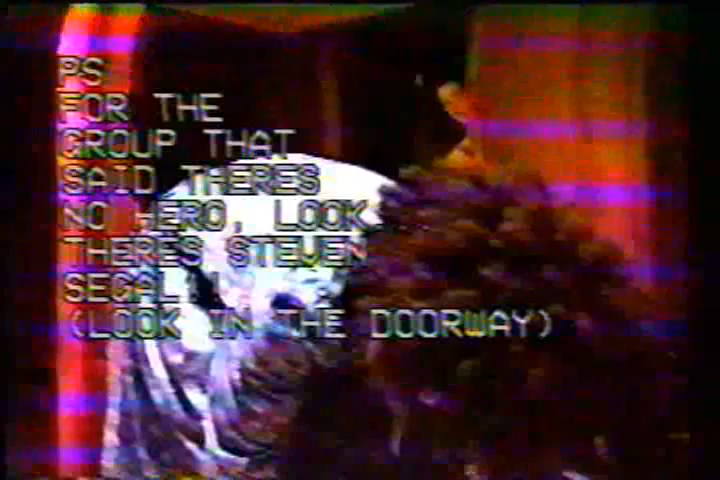 PS
FOR THE
GROUP THAT
SAID THERES
NO HERO, LOOK
THERES STEVEN
SEGAL
(LOOK IN THE DOORWAY)